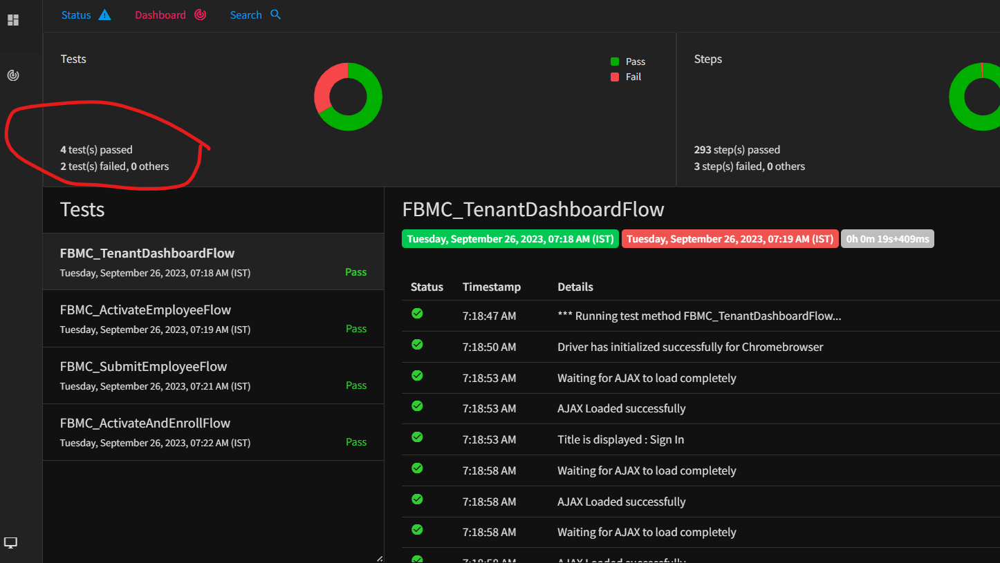 Status Dashboard Search
Tests
Pass
Fail
4 test(s) passed
2 test(s) failed, 0 others
Steps
293 step(s) passed
3 step(s) failed, 0 others
Tests
FBMC_TenantDashboardFlow
Tuesday, September 26, 2023, 07:18 AM (IST) Pass
FBMC_ActivateEmployeeFlow
Tuesday, September 26, 2023, 07:19 AM (IST) Pass
FBMC_SubmitEmployeeFlow
Tuesday, September 26, 2023, 07:21 AM (IST) Pass
FBMC_ActivateAndEnrollFlow
Tuesday, September 26, 2023, 07:22 AM (IST) Pass
FBMC_TenantDashboardFlow
Tuesday, September 26, 2023, 07:18 AM (IST) Tuesday, September 26, 2023, 07:19 AM (IST) 0h 0m 19s+409ms
Status Timestamp Details
7:18:47 AM *** Running test method FBMC_TenantDashboardFlow...
7:18:50 AM Driver has initialized successfully for Chromebrowser
7:18:53 AM Waiting for AJAX to load completely
7:18:53 AM AJAX Loaded successfully
7:18:53 AM Title is displayed : Sign In
7:18:58 AM Waiting for AJAX to load completely
7:18:58 AM AJAX Loaded successfully
7:18:58 AM Waiting for AJAX to load completely
7:18:58 AM AJAX Loaded successfully